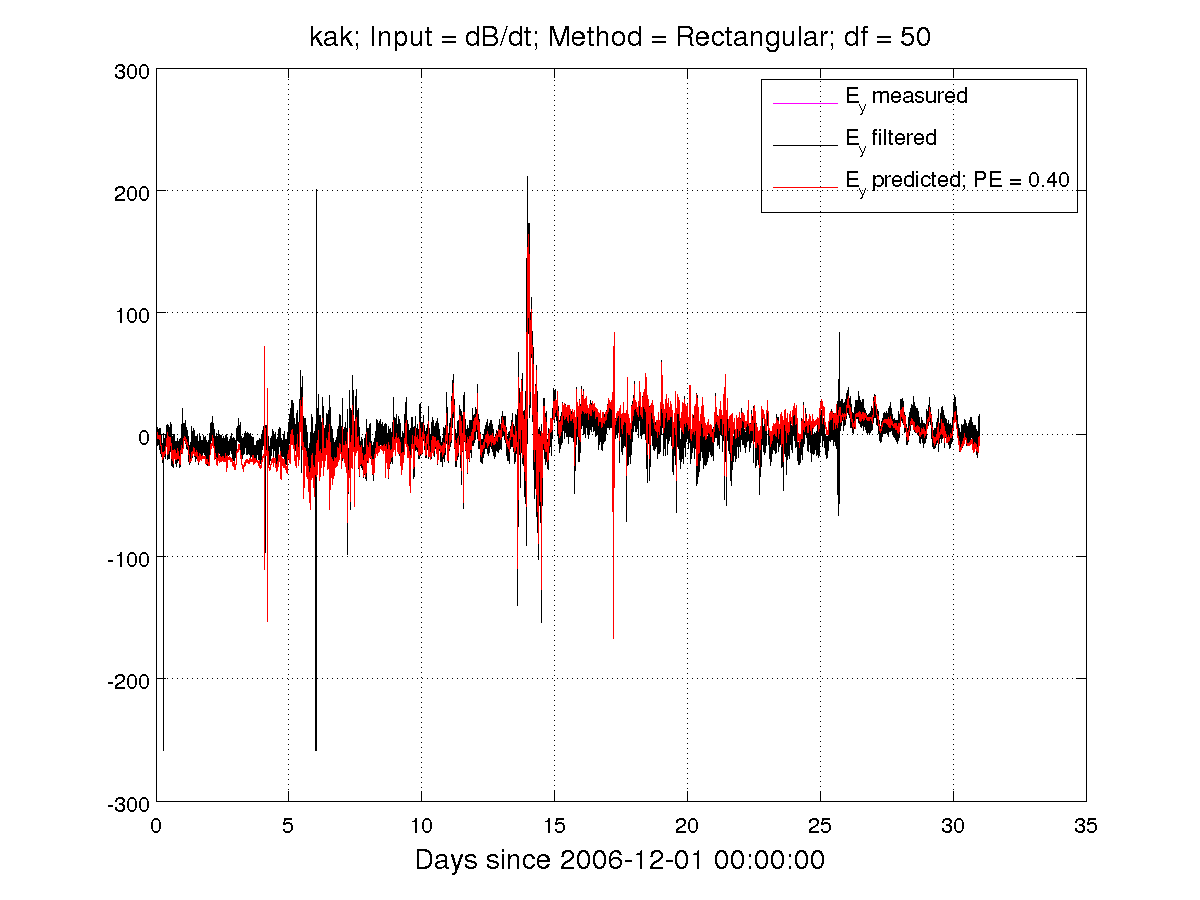 kak; Input = dB/dt; Method = Rectangular; df = 50
300
200
100
0
-100
-200
-300
E_y measured
E_y filtered
E_y predicted; PE = 0.40
0 5 10 15 20 25 30 35
Days since 2006-12-01 00:00:00